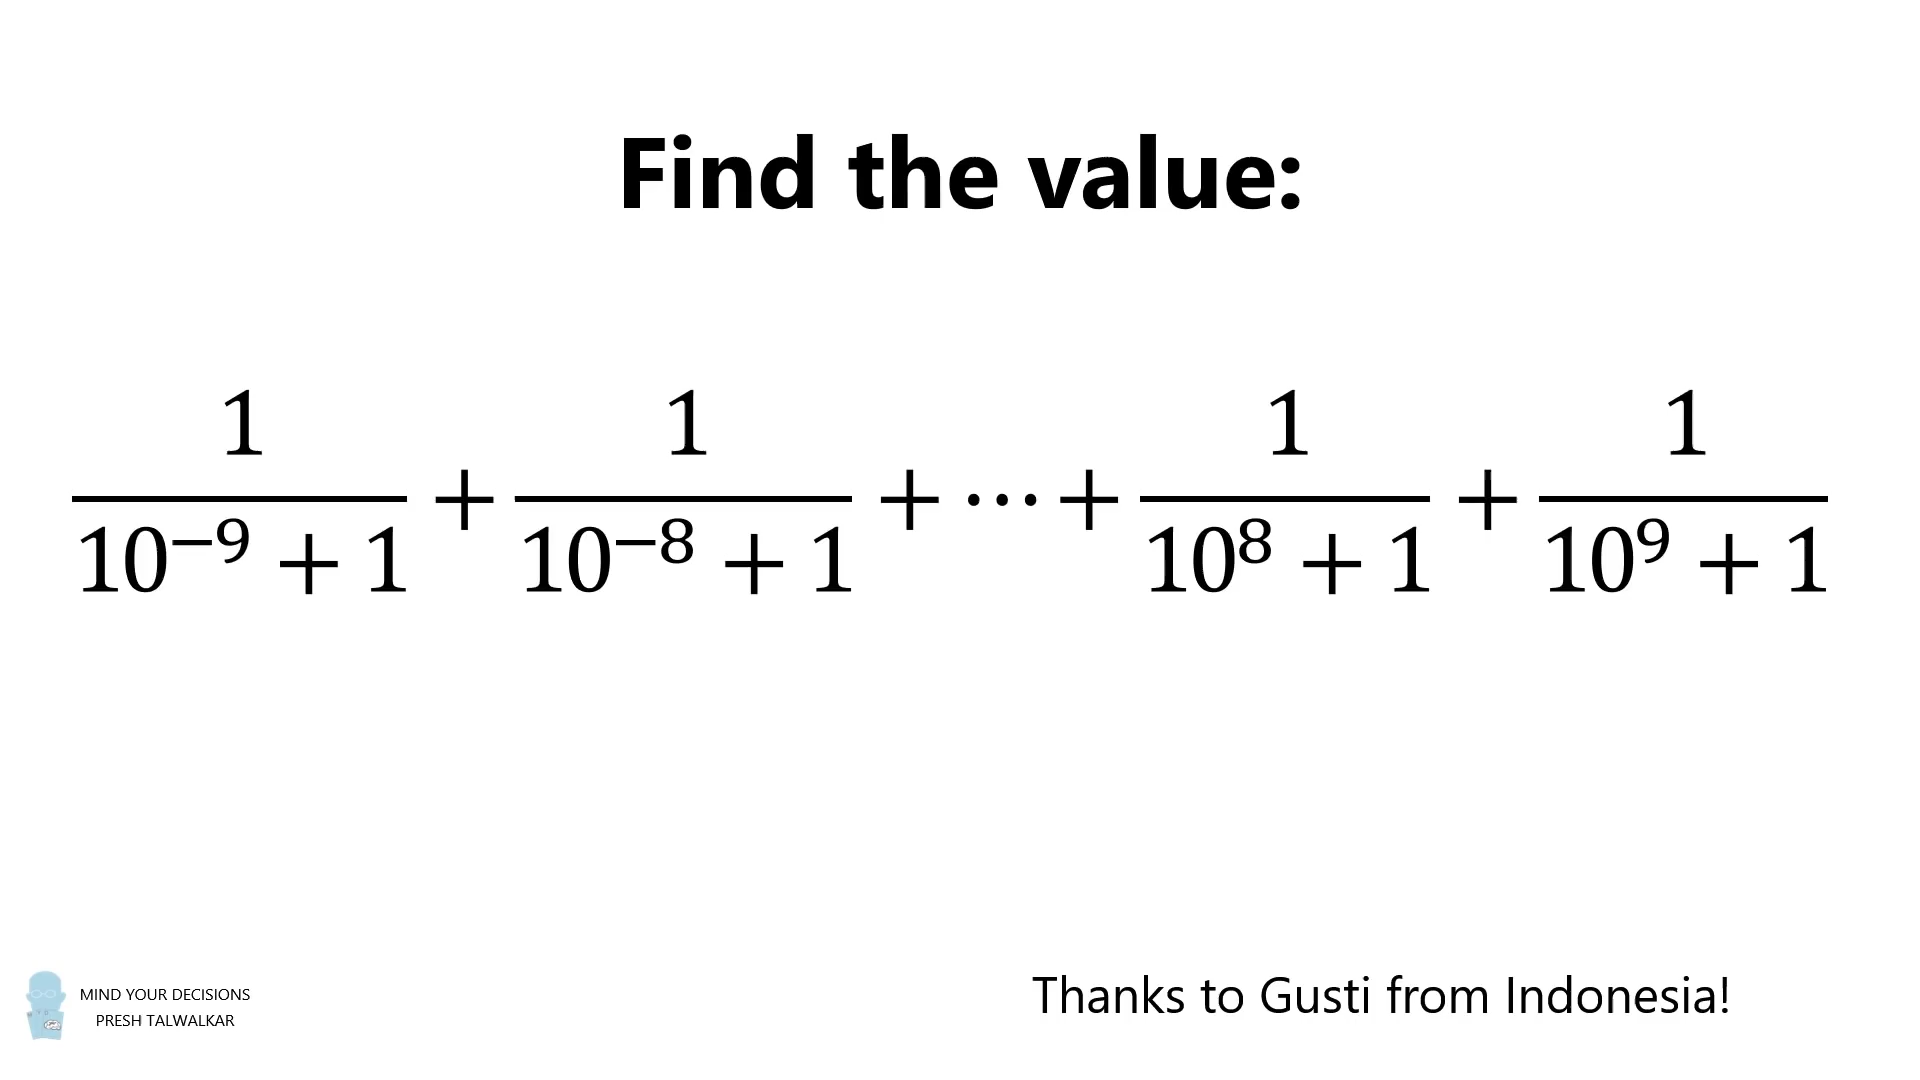 Find the value:
1/(10⁻⁹ + 1) + 1/(10⁻⁸ + 1) + ⋯ + 1/(10⁸ + 1) + 1/(10⁹ + 1)
MIND YOUR DECISIONS
PRESH TALWALKAR
Thanks to Gusti from Indonesia!